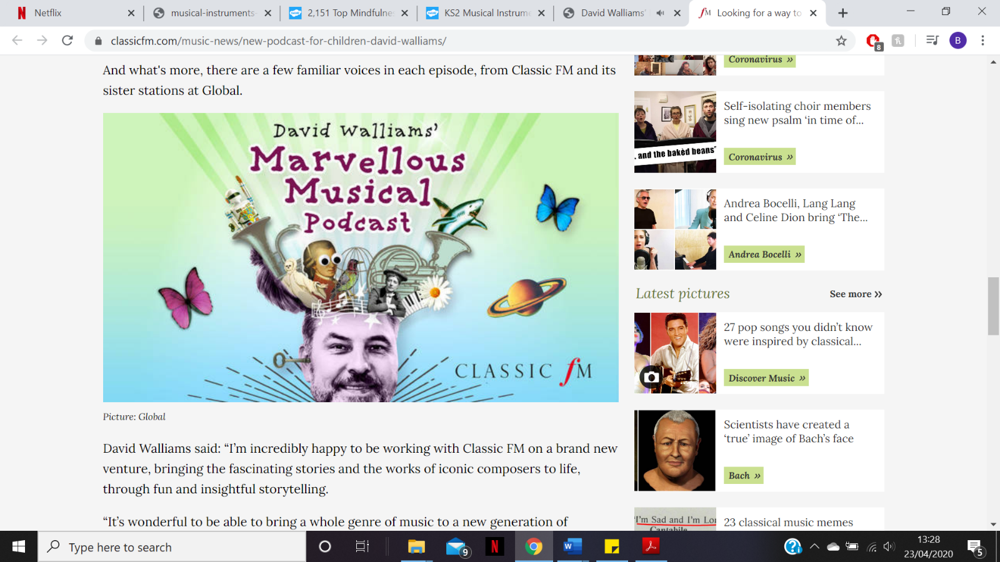 Netflix
musical-instruments-
2,151 Top Mindfulne
KS2 Musical Instrume
David Walliams'
Looking for a way to
classicfm.com/music-news/new-podcast-for-children-david-walliams/
8
B
And what's more, there are a few familiar voices in each episode, from Classic FM and its
sister stations at Global.
David Walliams'
Marvellous
Musical
Podcast
CLASSIC fM
Picture: Global
David Walliams said: “I’m incredibly happy to be working with Classic FM on a brand new
venture, bringing the fascinating stories and the works of iconic composers to life,
through fun and insightful storytelling.
“It’s wonderful to be able to bring a whole genre of music to a new generation of
Coronavirus »
Self-isolating choir members
sing new psalm ‘in time of...
. and the baked beans"
Coronavirus »
Andrea Bocelli, Lang Lang
and Celine Dion bring ‘The...
Andrea Bocelli »
Latest pictures
See more »
27 pop songs you didn’t know
were inspired by classical...
Discover Music »
Scientists have created a
‘true’ image of Bach’s face
Bach »
"I'm Sad and I'm Lo
Cantabile
23 classical music memes
Type here to search
9
13:28
23/04/2020
5